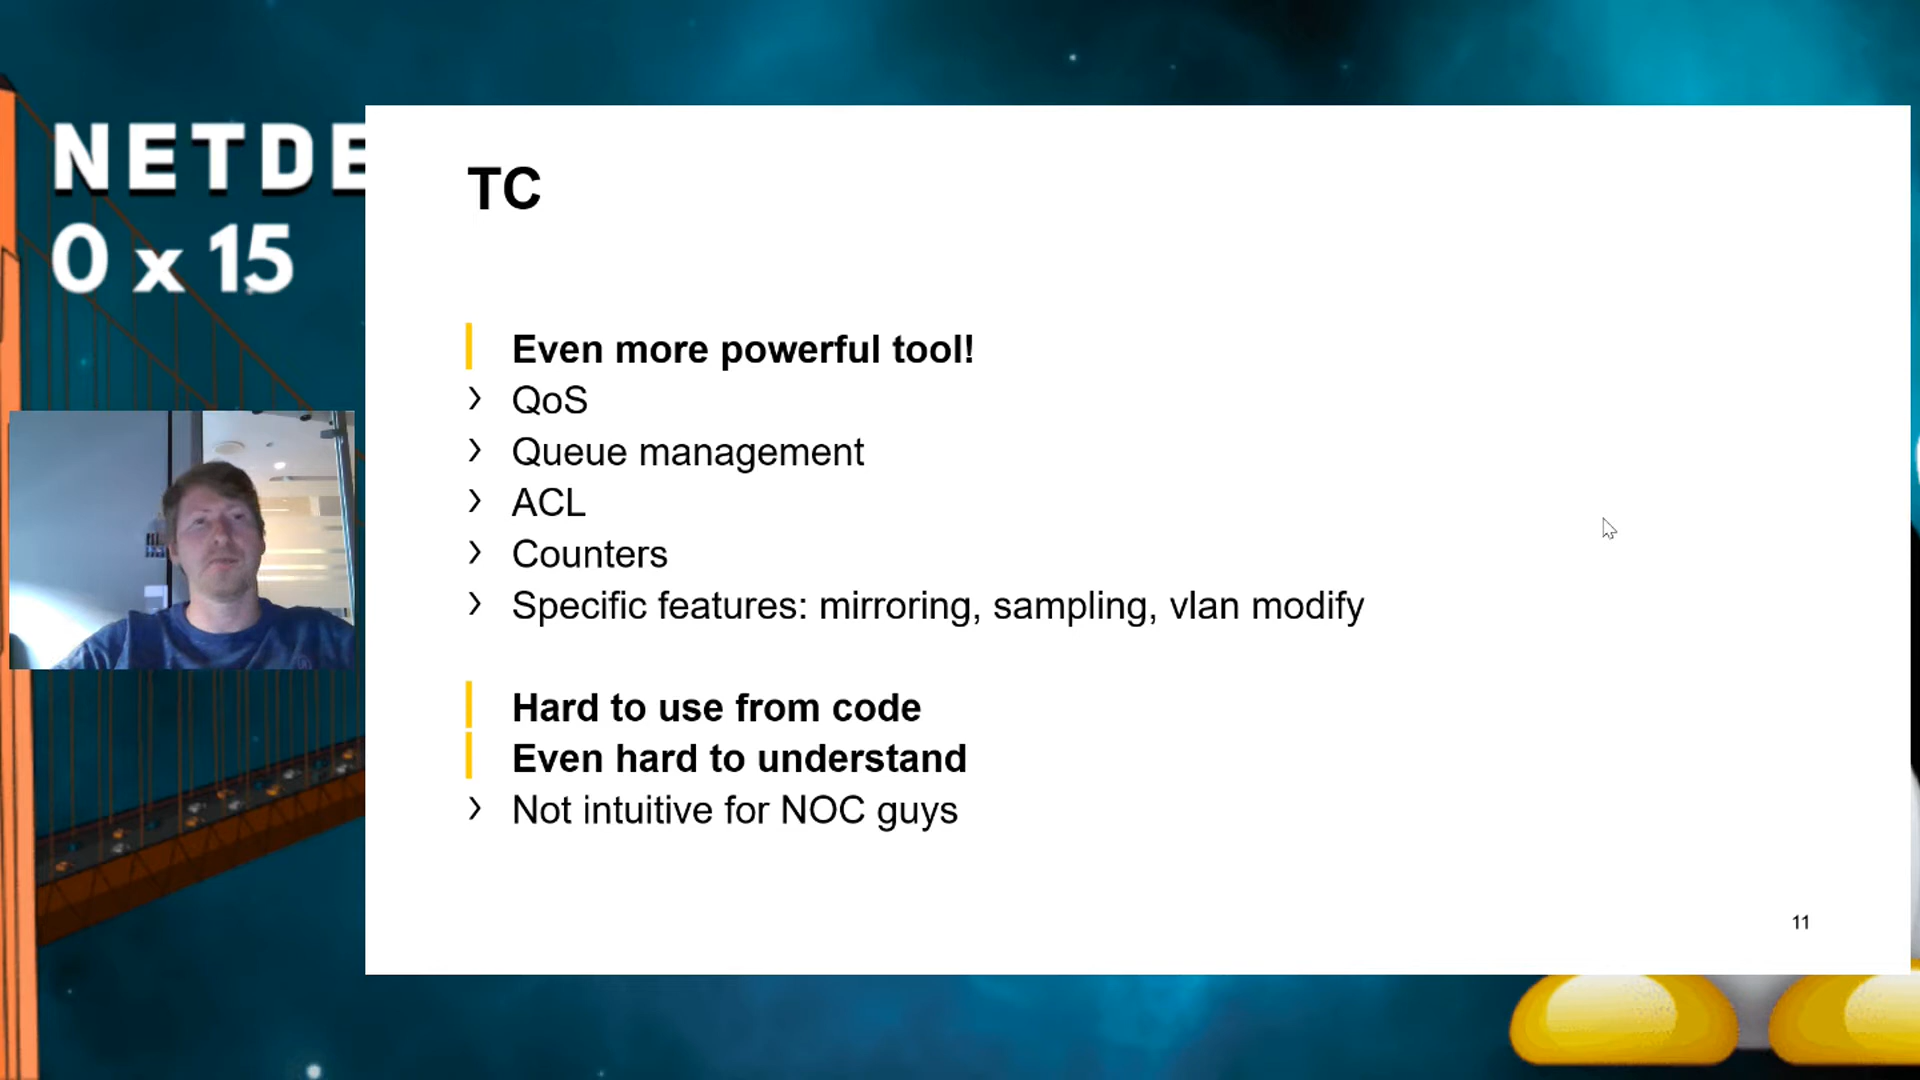 NETDE
0 x 15
TC
Even more powerful tool!
QoS
Queue management
ACL
Counters
Specific features: mirroring, sampling, vlan modify
Hard to use from code
Even hard to understand
Not intuitive for NOC guys
11